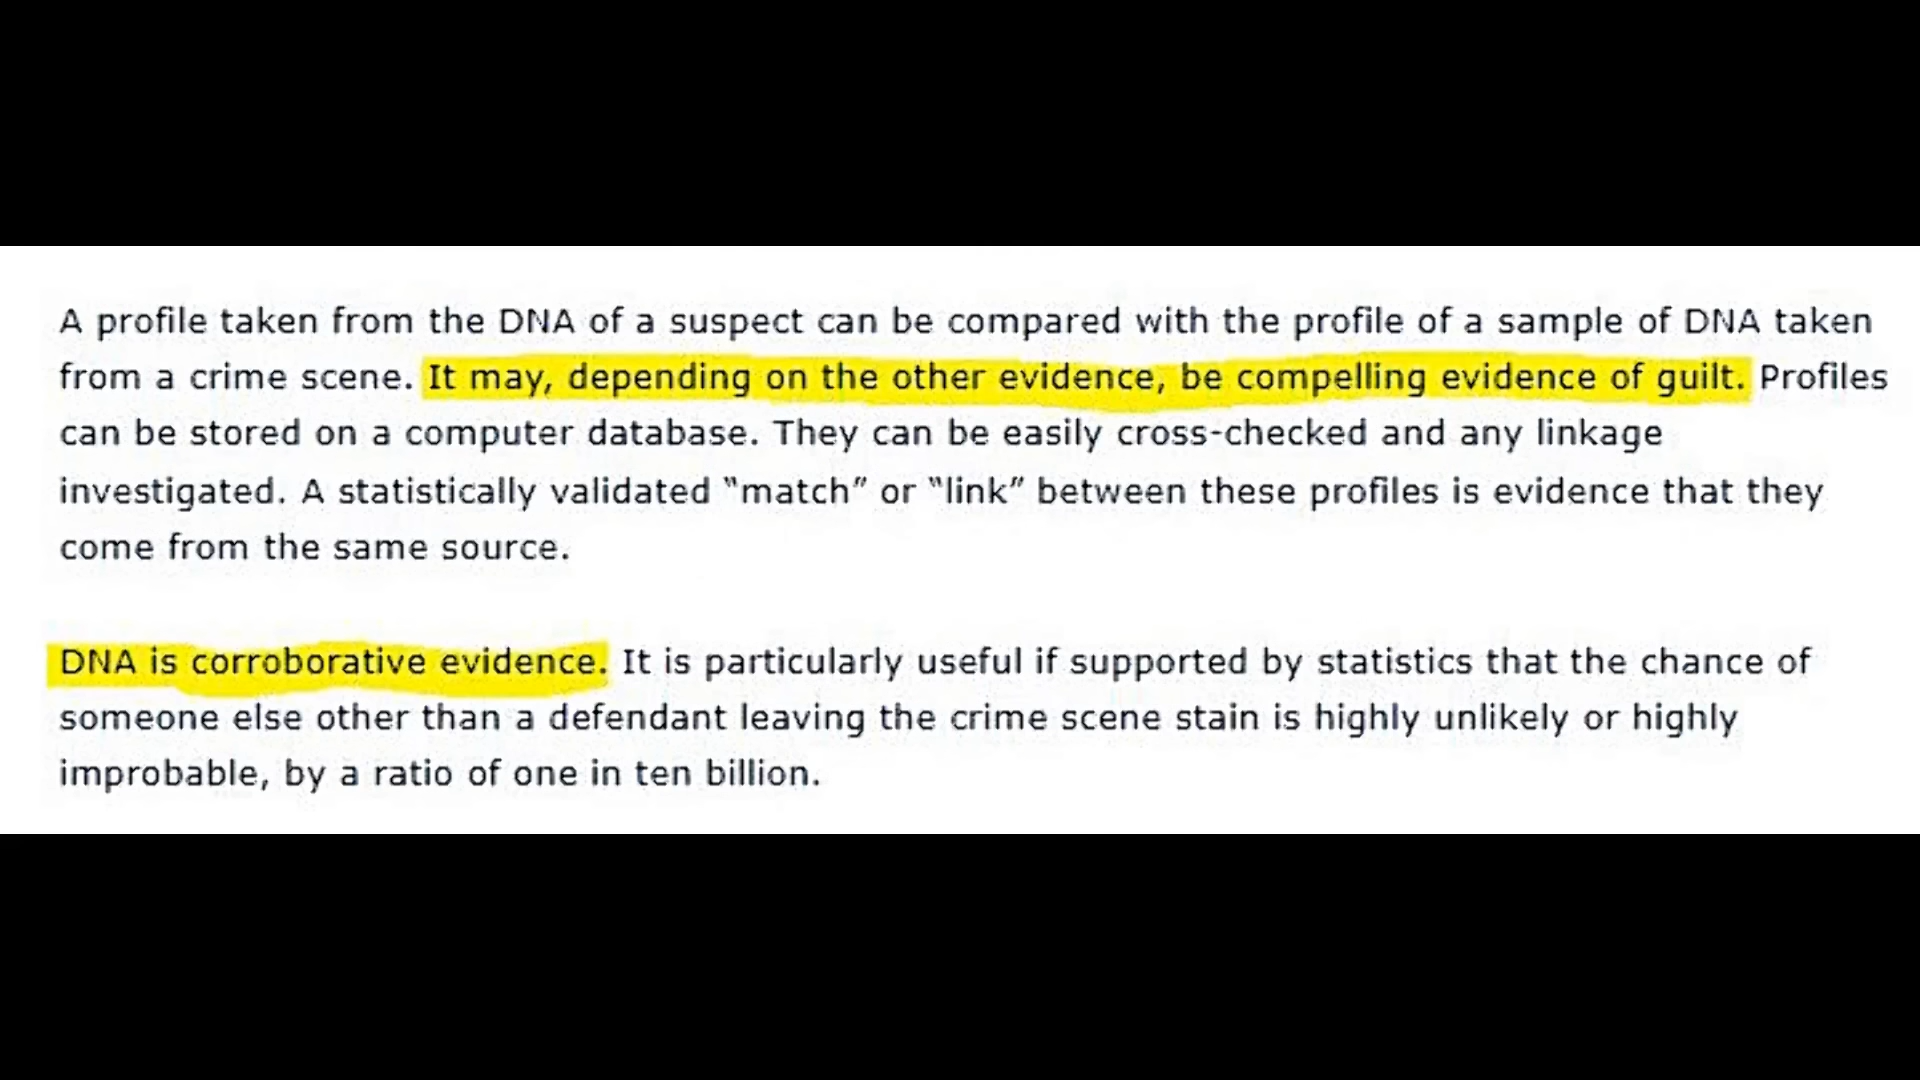 A profile taken from the DNA of a suspect can be compared with the profile of a sample of DNA taken
from a crime scene. It may, depending on the other evidence, be compelling evidence of guilt. Profiles
can be stored on a computer database. They can be easily cross-checked and any linkage
investigated. A statistically validated “match” or “link” between these profiles is evidence that they
come from the same source.
DNA is corroborative evidence. It is particularly useful if supported by statistics that the chance of
someone else other than a defendant leaving the crime scene stain is highly unlikely or highly
improbable, by a ratio of one in ten billion.